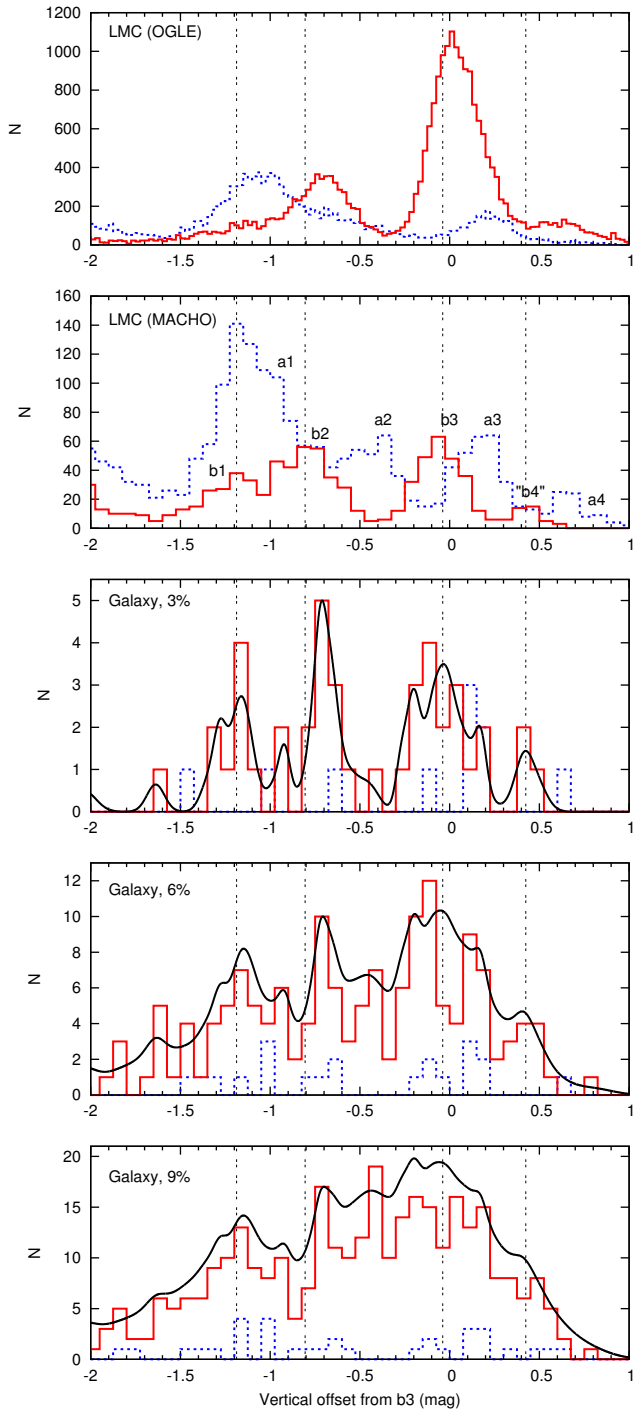 LMC (OGLE)
N
1200
1000
800
600
400
200
0
-2 -1.5 -1 -0.5 0 0.5 1
LMC (MACHO)
N
160
140
120
100
80
60
40
20
0
a1
b1
b2
a2
b3
a3
"b4"
a4
-2 -1.5 -1 -0.5 0 0.5 1
Galaxy, 3%
N
5
4
3
2
1
0
-2 -1.5 -1 -0.5 0 0.5 1
Galaxy, 6%
N
12
10
8
6
4
2
0
-2 -1.5 -1 -0.5 0 0.5 1
Galaxy, 9%
N
20
15
10
5
0
-2 -1.5 -1 -0.5 0 0.5 1
Vertical offset from b3 (mag)